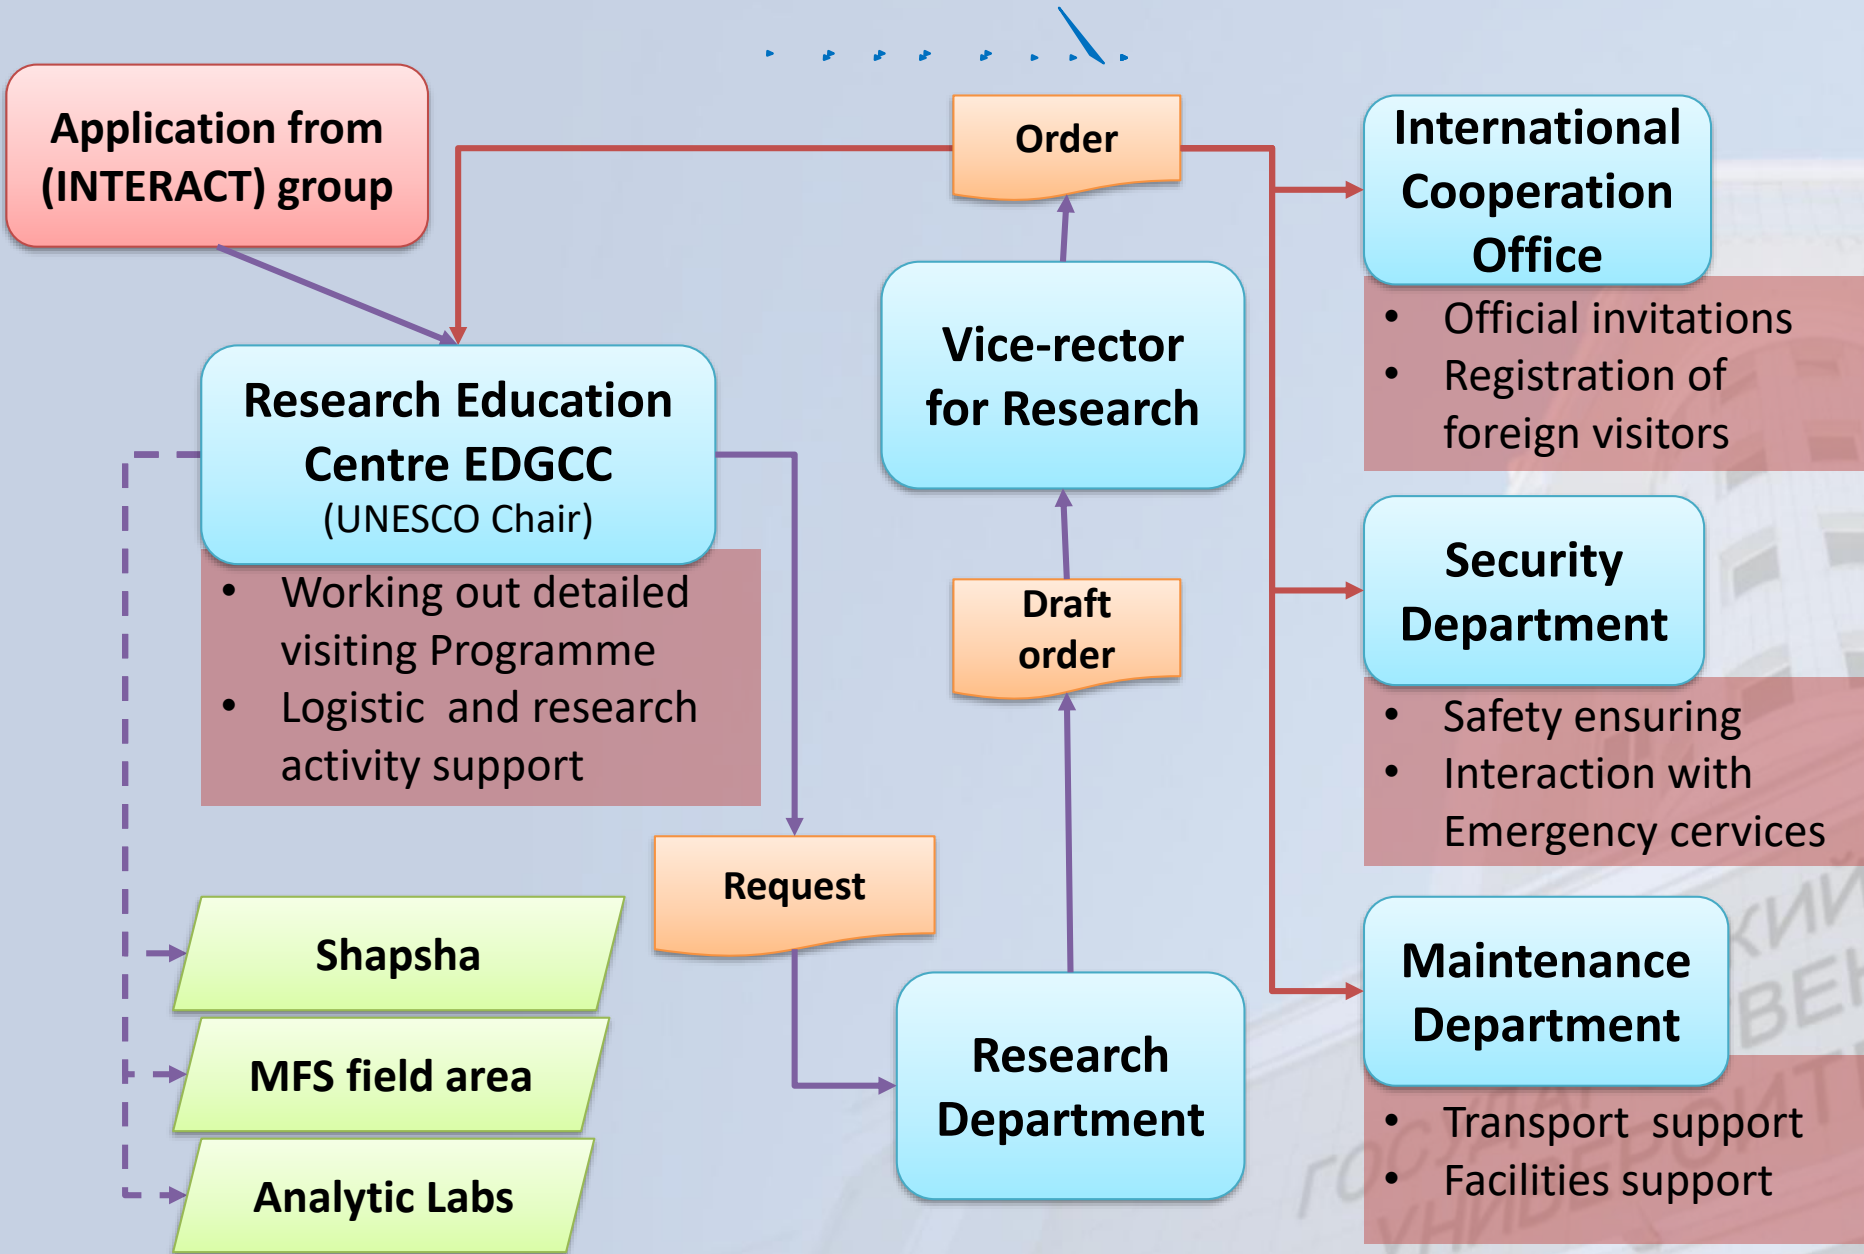 Application from
(INTERACT) group
Order
International
Cooperation
Office
• Official invitations
• Registration of
foreign visitors
Vice-rector
for Research
Research Education
Centre EDGCC
(UNESCO Chair)
• Working out detailed
visiting Programme
• Logistic and research
activity support
Draft
order
Security
Department
• Safety ensuring
• Interaction with
Emergency cervices
Request
Shapsha
MFS field area
Analytic Labs
Research
Department
Maintenance
Department
• Transport support
• Facilities support